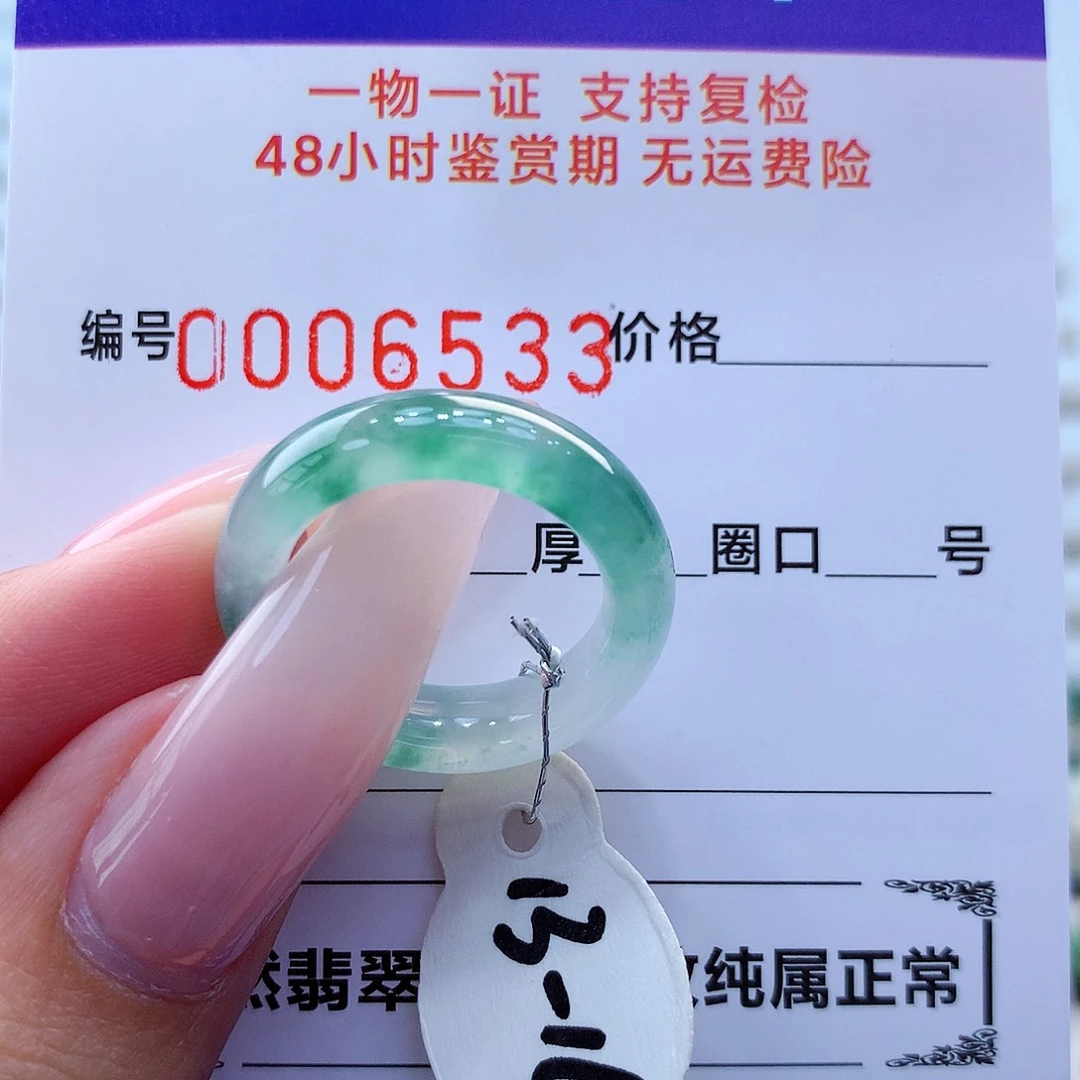 一物一证 支持复检
48小时鉴赏期 无运费险
编号0006533价格
厚 圈口 号
翡翠 纯属正常
13-1